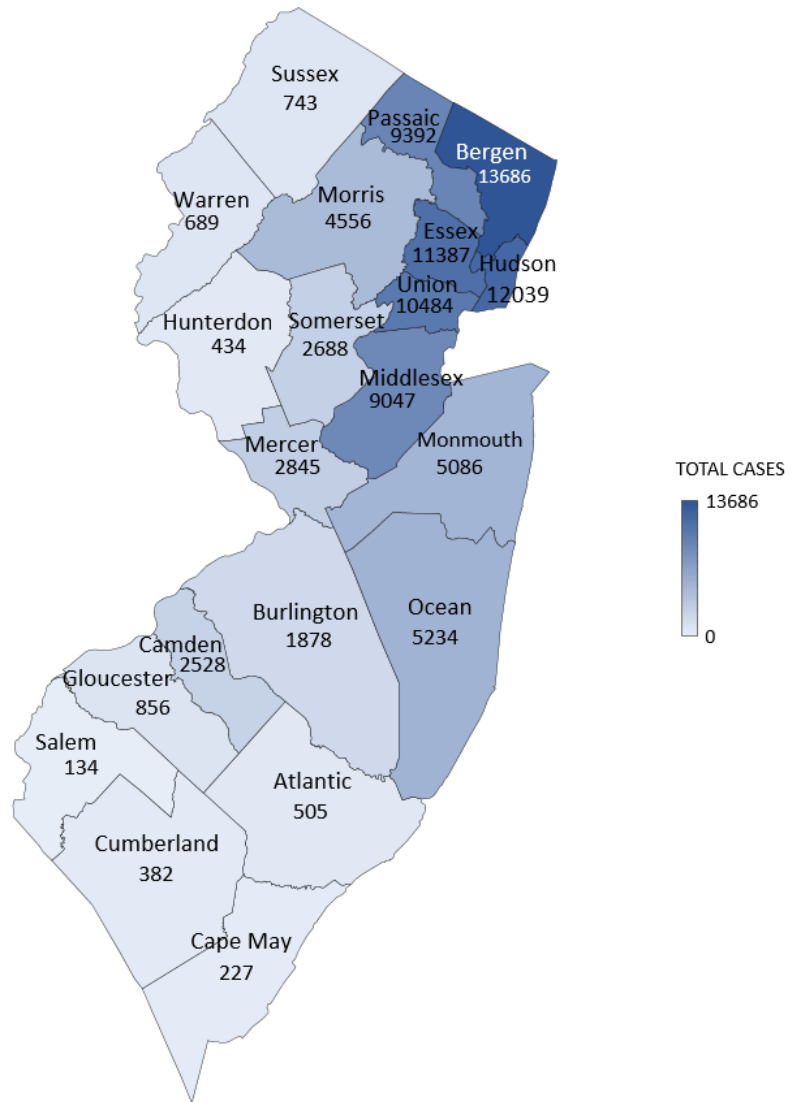 Sussex
743
Passaic
9392
Bergen
13686
Warren
689
Morris
4556
Essex
11387
Hudson
12039
Union
10484
Hunterdon
434
Somerset
2688
Middlesex
9047
Mercer
2845
Monmouth
5086
TOTAL CASES
13686
0
Burlington
1878
Ocean
5234
Camden
2528
Gloucester
856
Salem
134
Atlantic
505
Cumberland
382
Cape May
227